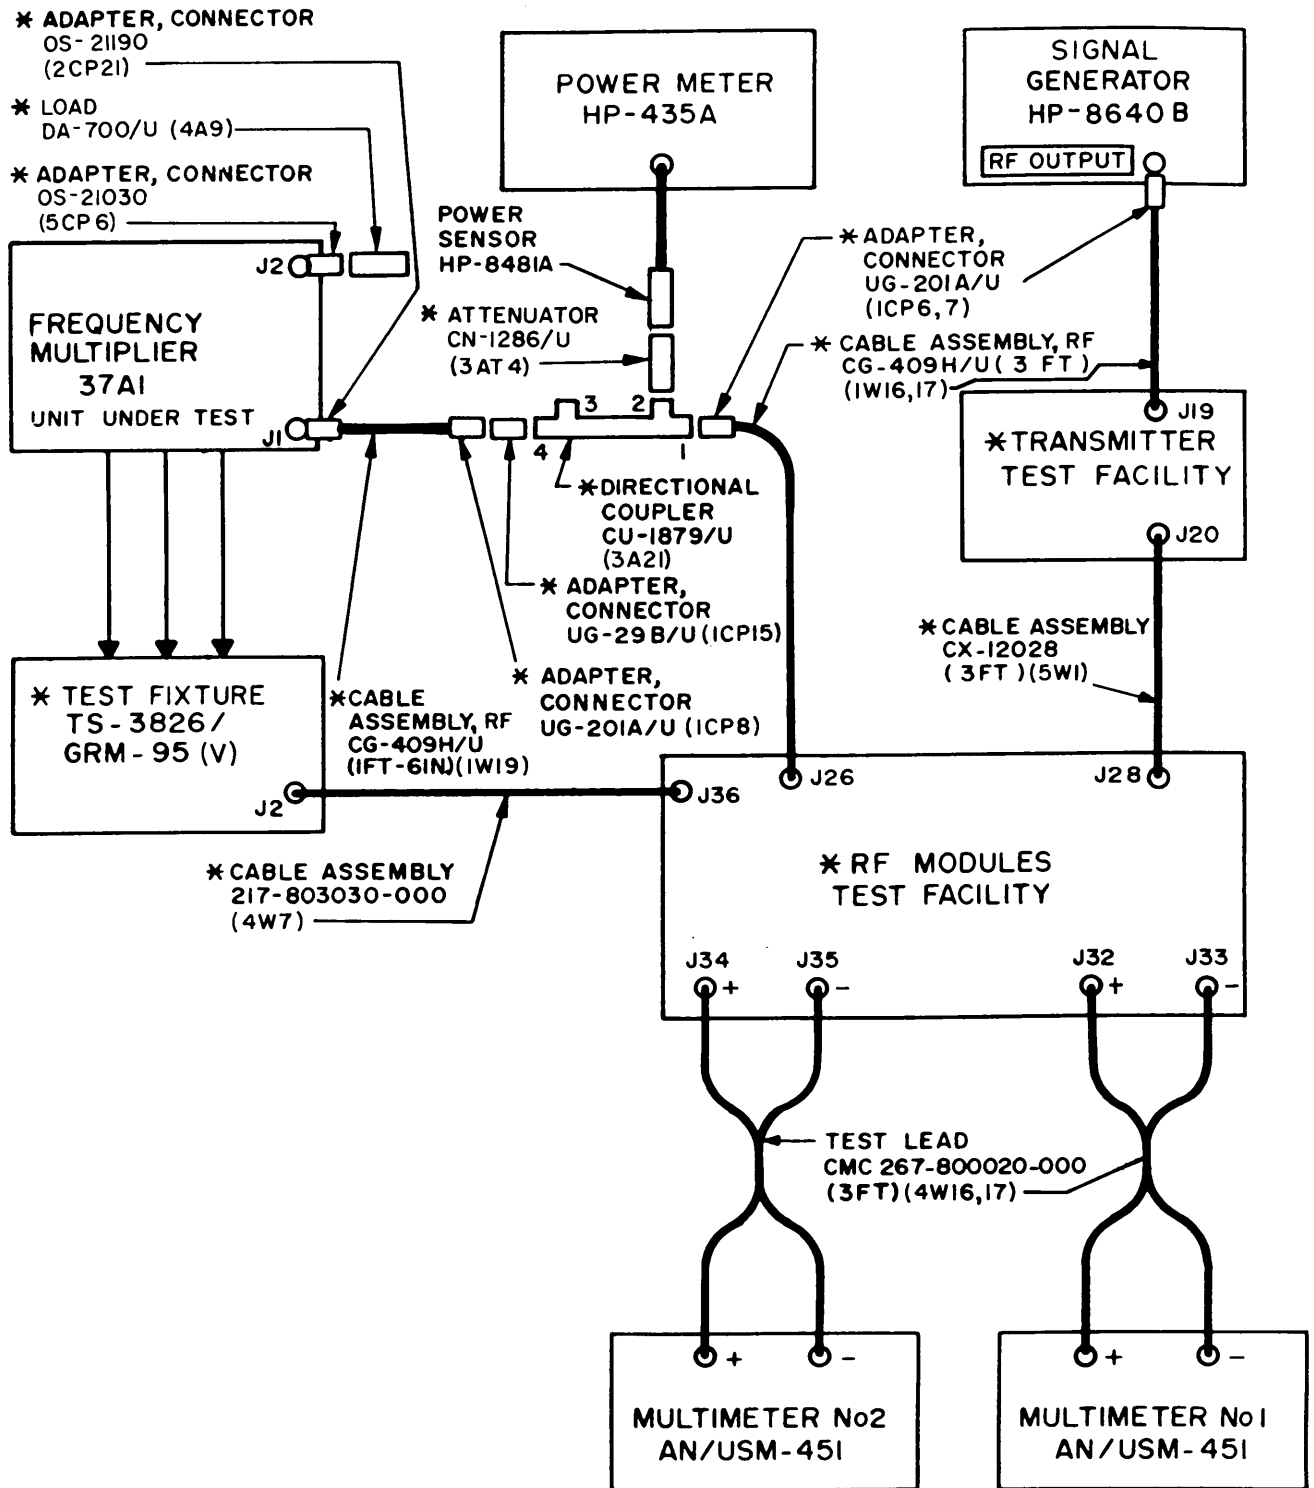 * ADAPTER, CONNECTOR
OS-21190
(2CP21)
* LOAD
DA-700/U (4A9)
* ADAPTER, CONNECTOR
OS-21030
(5CP6)
POWER METER
HP-435A
SIGNAL
GENERATOR
HP-8640B
RF OUTPUT
POWER
SENSOR
HP-8481A
* ATTENUATOR
CN-1286/U
(3AT4)
* ADAPTER,
CONNECTOR
UG-201A/U
(1CP6,7)
* CABLE ASSEMBLY, RF
CG-409H/U (3 FT)
(1W16,17)
J2
FREQUENCY
MULTIPLIER
37A1
UNIT UNDER TEST
J1
3
2
4
1
J19
* TRANSMITTER
TEST FACILITY
J20
* DIRECTIONAL
COUPLER
CU-1879/U
(3A21)
* ADAPTER,
CONNECTOR
UG-29B/U (1CP15)
* ADAPTER,
CONNECTOR
UG-201A/U (1CP8)
* CABLE ASSEMBLY
CX-12028
(3FT) (5W1)
* TEST FIXTURE
TS-3826/
GRM-95 (V)
J2
* CABLE
ASSEMBLY, RF
CG-409H/U
(1FT-6IN) (1W19)
* CABLE ASSEMBLY
217-803030-000
(4W7)
J36
J26
J28
* RF MODULES
TEST FACILITY
J34
+
J35
-
J32
+
J33
-
TEST LEAD
CMC 267-800020-000
(3FT) (4W16,17)
+
-
MULTIMETER No2
AN/USM-451
+
-
MULTIMETER No1
AN/USM-451